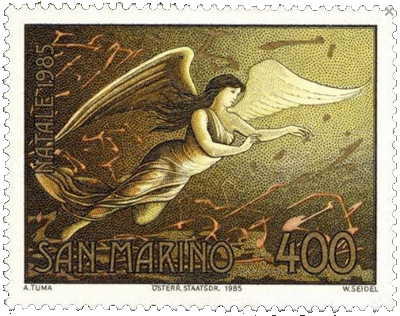 NATALE 1985
SAN MARINO 400
A. TUMA ÖSTERR. STAATSDR. 1985 W. SEIDEL